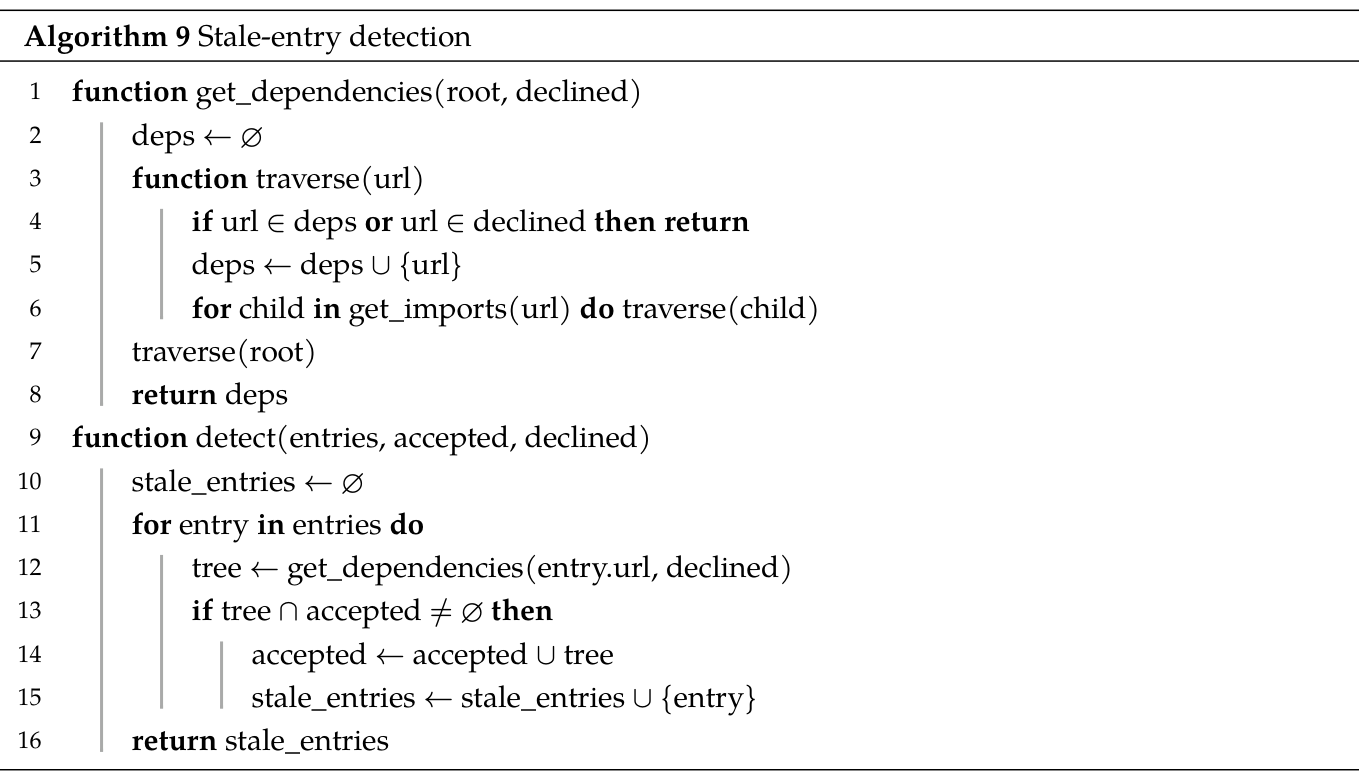 Algorithm 9 Stale-entry detection
1 function get_dependencies(root, declined)
2 deps ← ∅
3 function traverse(url)
4 if url ∈ deps or url ∈ declined then return
5 deps ← deps ∪ {url}
6 for child in get_imports(url) do traverse(child)
7 traverse(root)
8 return deps
9 function detect(entries, accepted, declined)
10 stale_entries ← ∅
11 for entry in entries do
12 tree ← get_dependencies(entry.url, declined)
13 if tree ∩ accepted ≠ ∅ then
14 accepted ← accepted ∪ tree
15 stale_entries ← stale_entries ∪ {entry}
16 return stale_entries